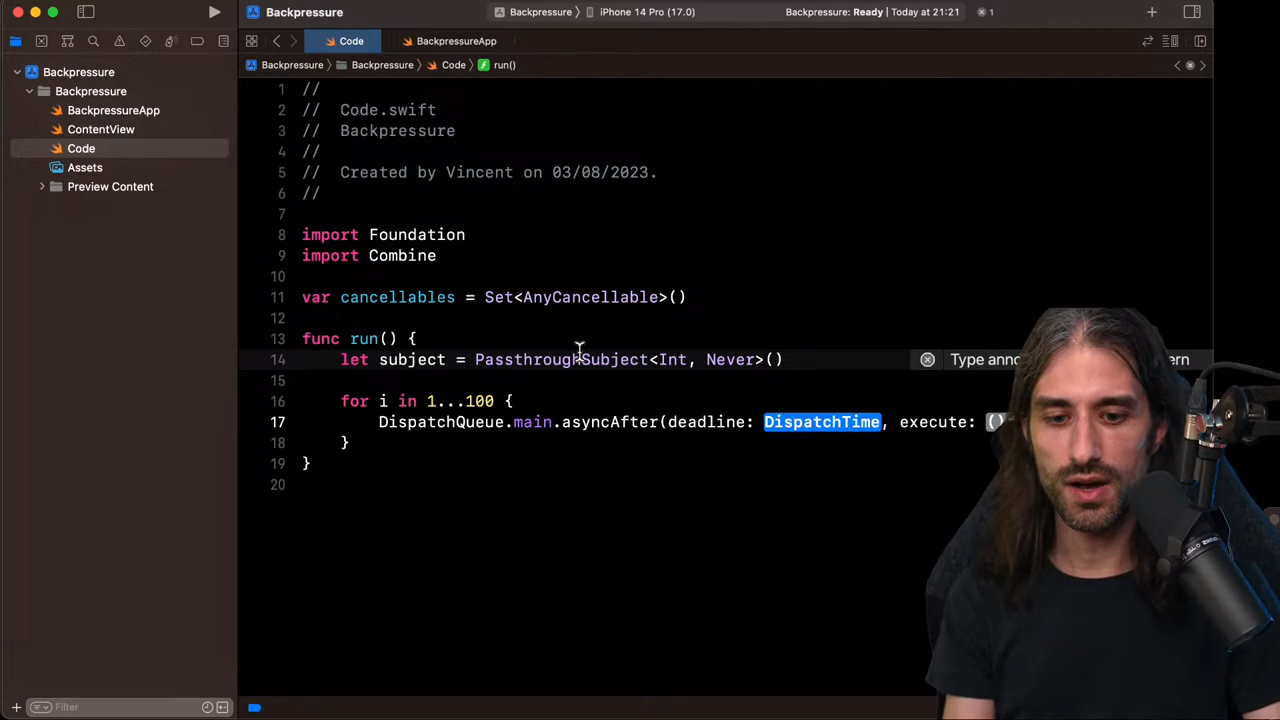 Backpressure
Backpressure 〉 iPhone 14 Pro (17.0)
Backpressure: Ready | Today at 21:21
1
Code
BackpressureApp
Backpressure 〉 Backpressure 〉 Code 〉 run()
Backpressure
Backpressure
BackpressureApp
ContentView
Code
Assets
Preview Content
Filter
1 //
2 // Code.swift
3 // Backpressure
4 //
5 // Created by Vincent on 03/08/2023.
6 //
7
8 import Foundation
9 import Combine
10
11 var cancellables = Set<AnyCancellable>()
12
13 func run() {
14 let subject = PassthroughSubject<Int, Never>()
Type anno
ern
16 for i in 1...100 {
17 DispatchQueue.main.asyncAfter(deadline: DispatchTime, execute: ()
18 }
19 }
20